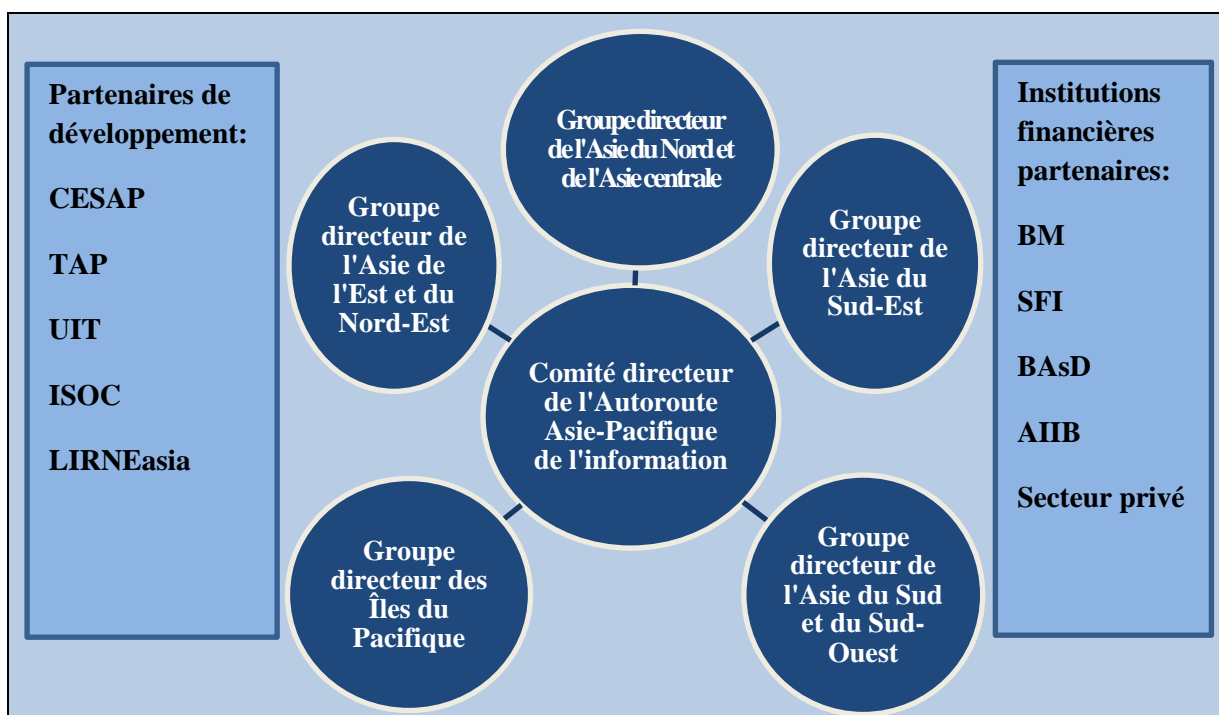 Partenaires de
développement:
CESAP
TAP
UIT
ISOC
LIRNEasia
Groupe directeur
de l'Asie du Nord et
de l'Asie centrale
Groupe
directeur de
l'Asie de
l'Est et du
Nord-Est
Groupe
directeur de
l'Asie du
Sud-Est
Comité directeur
de l'Autoroute
Asie-Pacifique
de l'information
Groupe
directeur des
Îles du
Pacifique
Groupe
directeur de
l'Asie du Sud
et du Sud-
Ouest
Institutions
financières
partenaires:
BM
SFI
BAsD
AIIB
Secteur privé